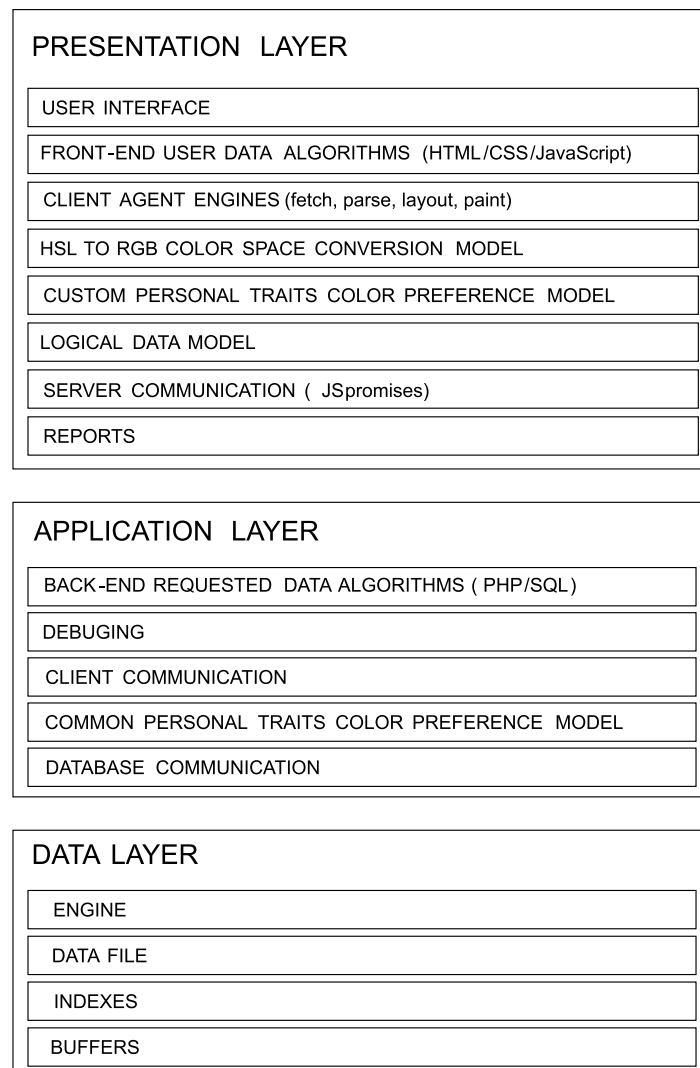 PRESENTATION LAYER
USER INTERFACE
FRONT-END USER DATA ALGORITHMS (HTML/CSS/JavaScript)
CLIENT AGENT ENGINES (fetch, parse, layout, paint)
HSL TO RGB COLOR SPACE CONVERSION MODEL
CUSTOM PERSONAL TRAITS COLOR PREFERENCE MODEL
LOGICAL DATA MODEL
SERVER COMMUNICATION ( JSpromises)
REPORTS
APPLICATION LAYER
BACK-END REQUESTED DATA ALGORITHMS ( PHP/SQL)
DEBUGING
CLIENT COMMUNICATION
COMMON PERSONAL TRAITS COLOR PREFERENCE MODEL
DATABASE COMMUNICATION
DATA LAYER
ENGINE
DATA FILE
INDEXES
BUFFERS